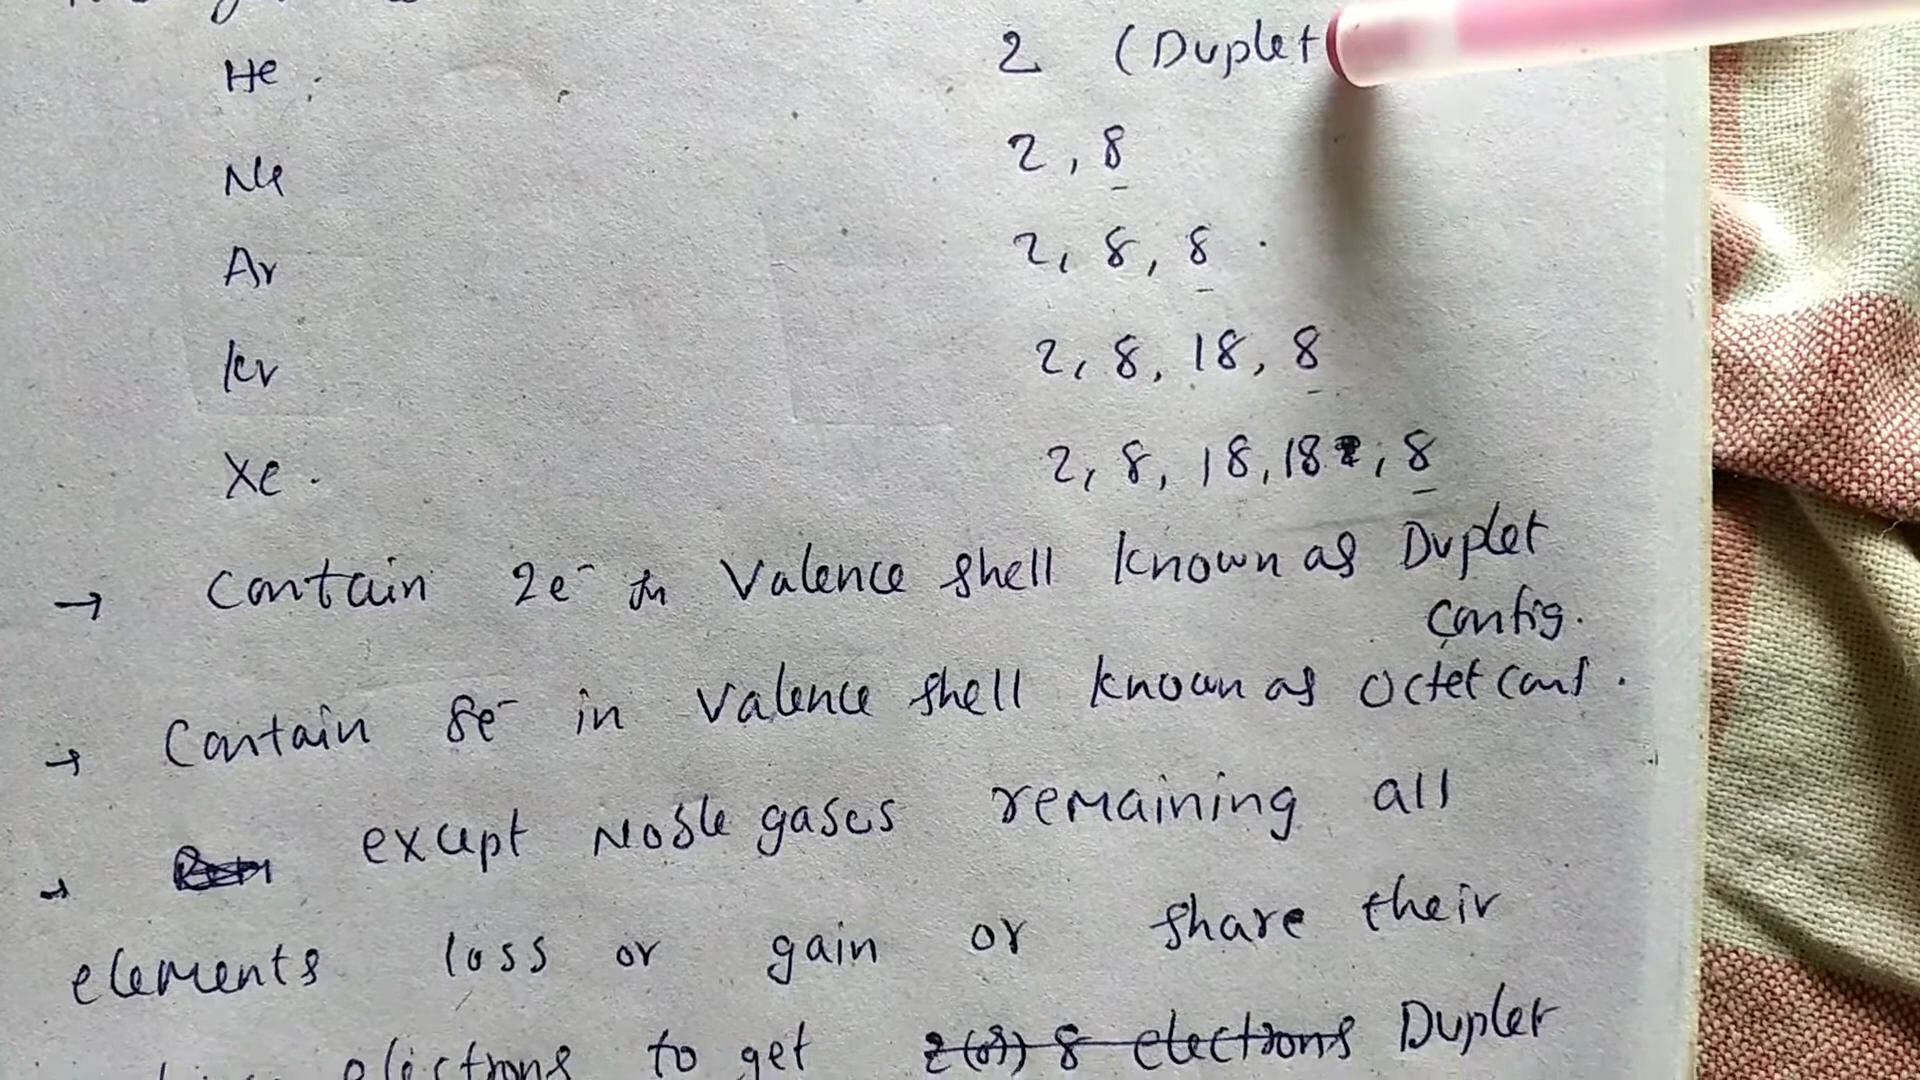 He : 2 (Duplet
Ne 2, 8
Ar 2, 8, 8 .
Kr 2, 8, 18, 8
Xe . 2, 8, 18, 18, 8
→ Contain 2e⁻ in Valence shell known as Duplet
config.
→ Contain 8e⁻ in Valence shell known as Octet conf.
→ except Noble gases remaining all
elements loss or gain or share their
electrons to get 2 (or) 8 electrons Duplet